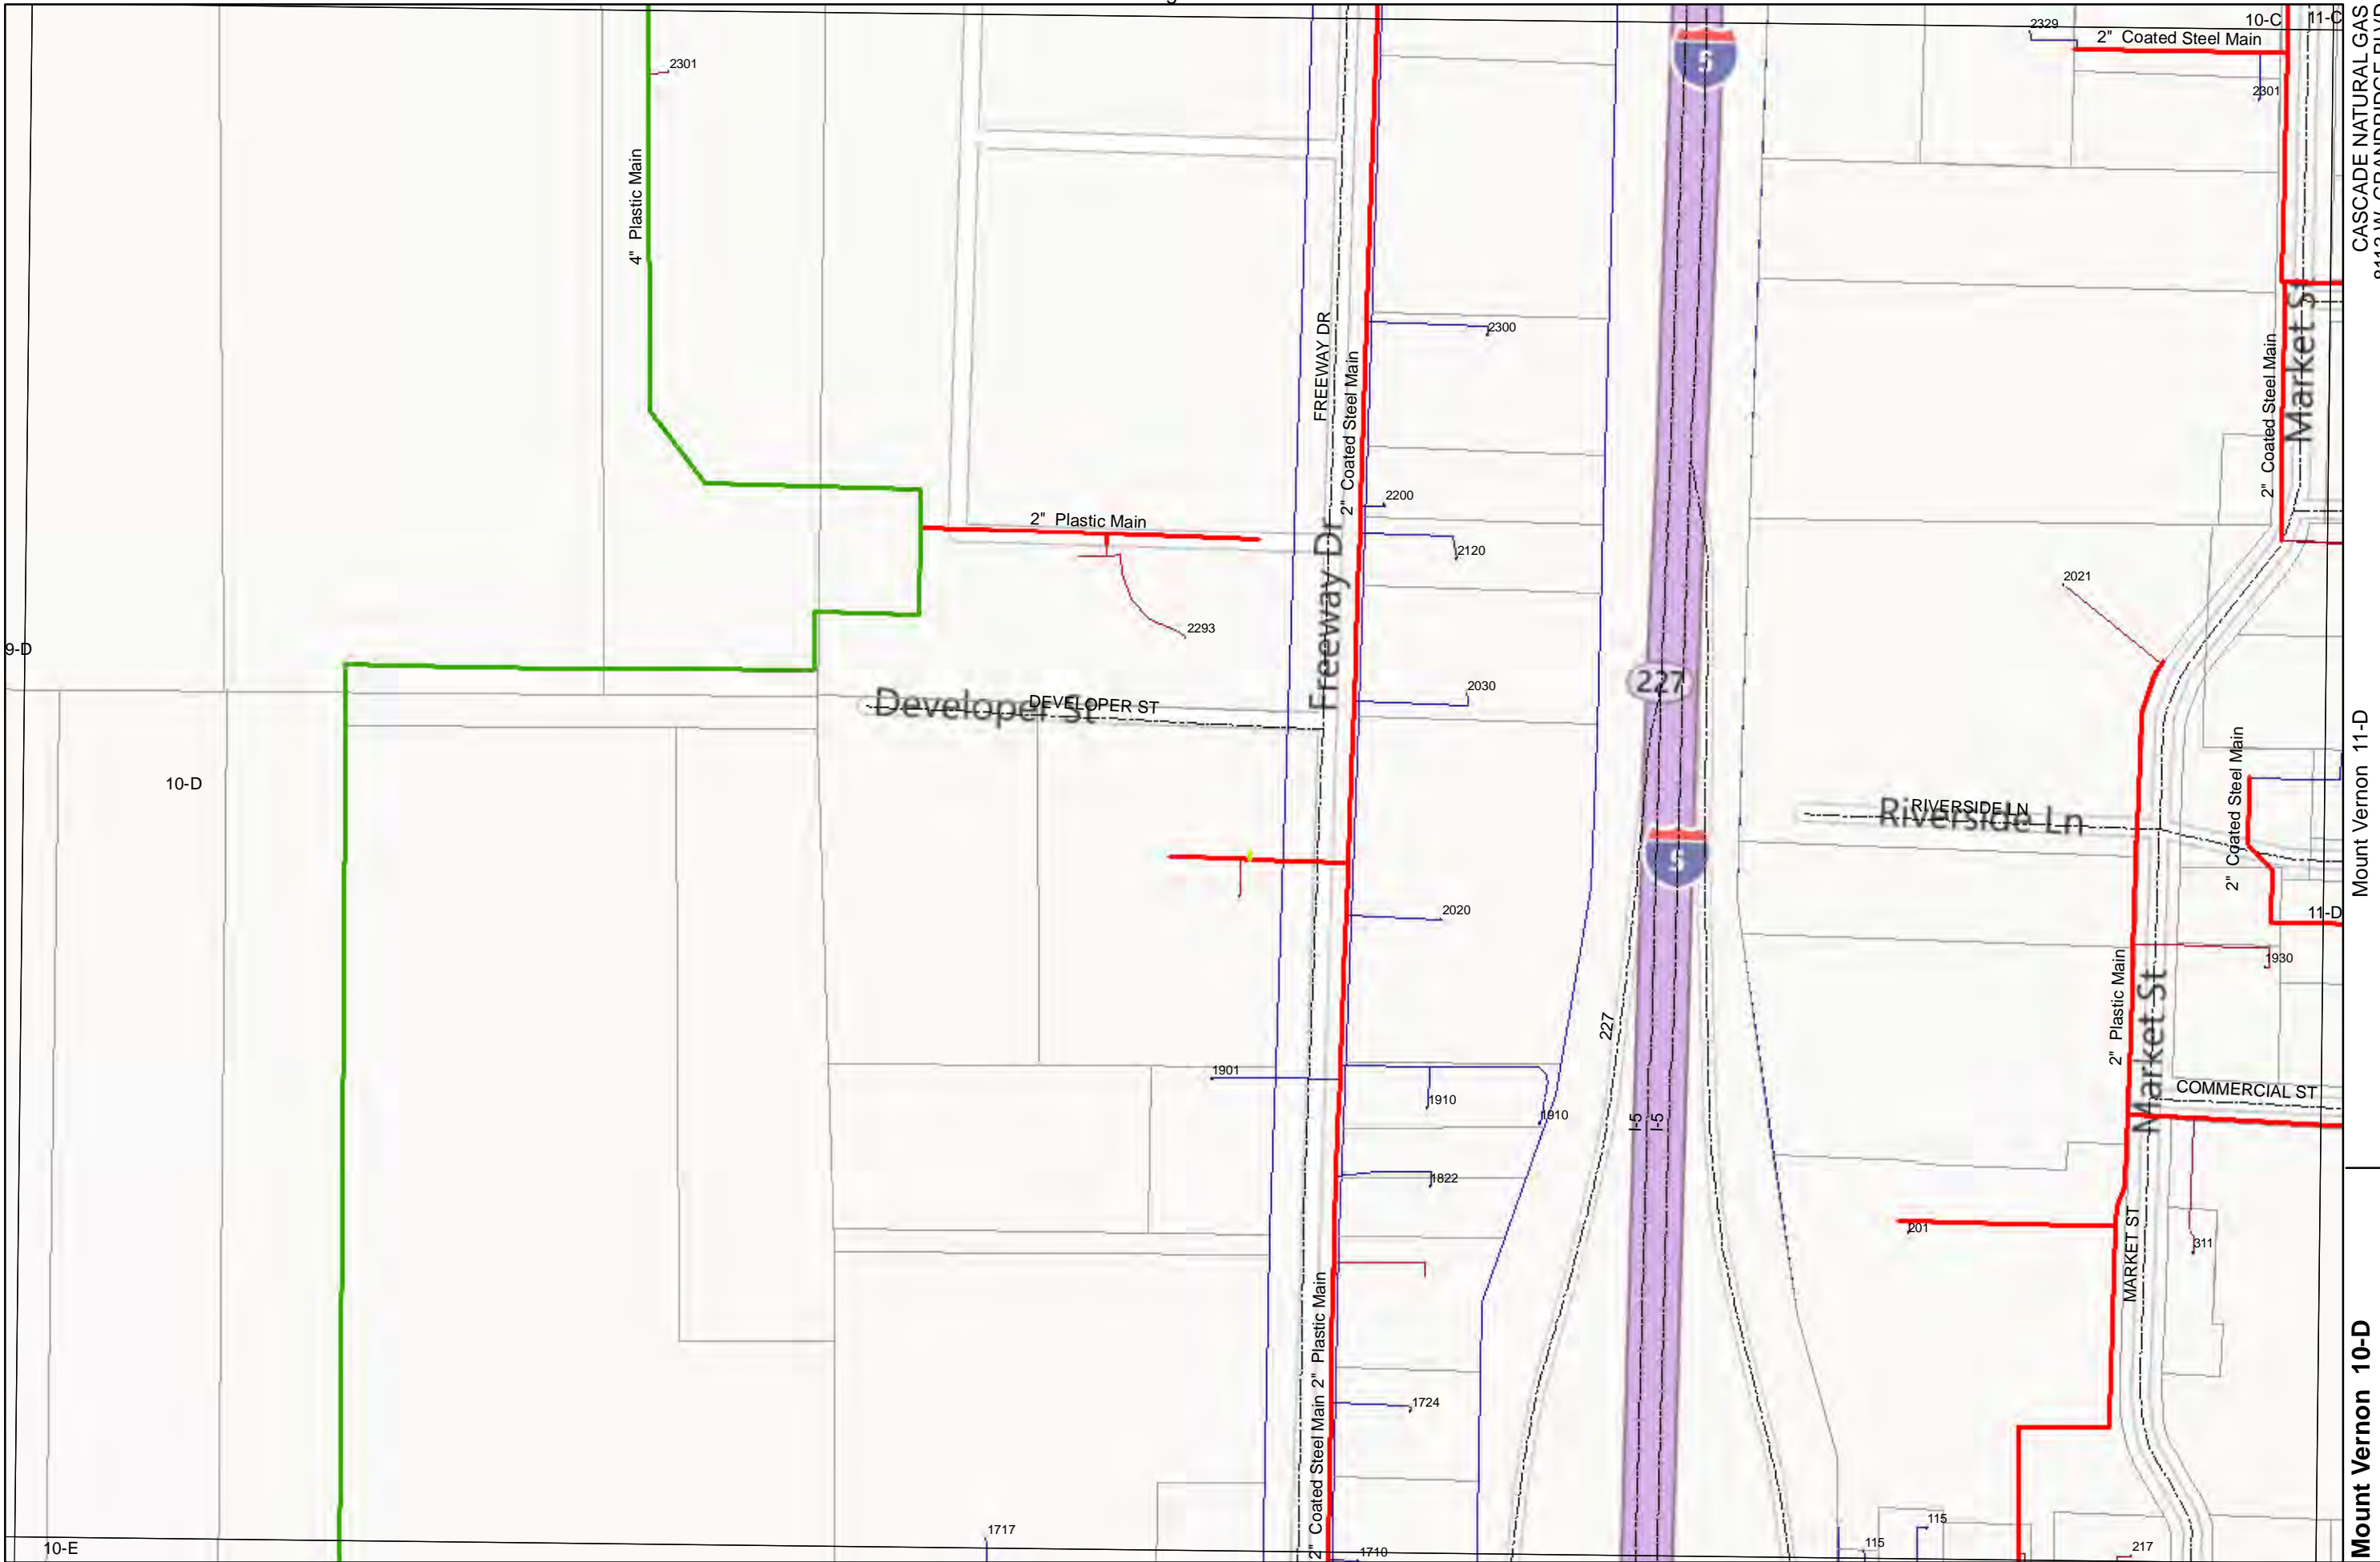 10-C
11-C
2329
2" Coated Steel Main
2301
5
2301
4" Plastic Main
CASCADE NATURAL GAS
FREEWAY DR
2300
2" Coated Steel Main
2" Coated Steel Main
Market St
2200
2" Plastic Main
2120
Freeway Dr
2021
2293
9-D
2030
227
Developer St
DEVELOPER ST
2" Coated Steel Main
Mount Vernon 11-D
10-D
RIVERSIDE LN
Riverside Ln
5
2020
11-D
1930
2" Plastic Main
Market St
227
1901
1910
1910
I-5
I-5
COMMERCIAL ST
1822
201
MARKET ST
311
2" Plastic Main
2" Coated Steel Main
1724
Mount Vernon 10-D
1717
115
115
10-E
1710
217